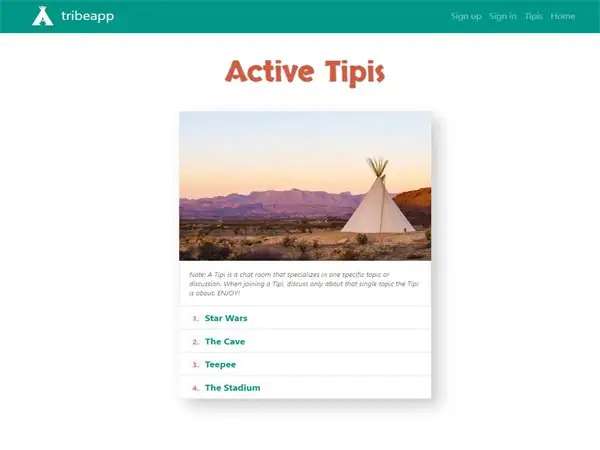 tribeapp
Sign up Sign in Tipis Home
Active Tipis
Note: A Tipi is a chat room that specializes in one specific topic or
discussion. When joining a Tipi, discuss only about that single topic the Tipi
is about. ENJOY!
1. Star Wars
2. The Cave
3. Teepee
4. The Stadium